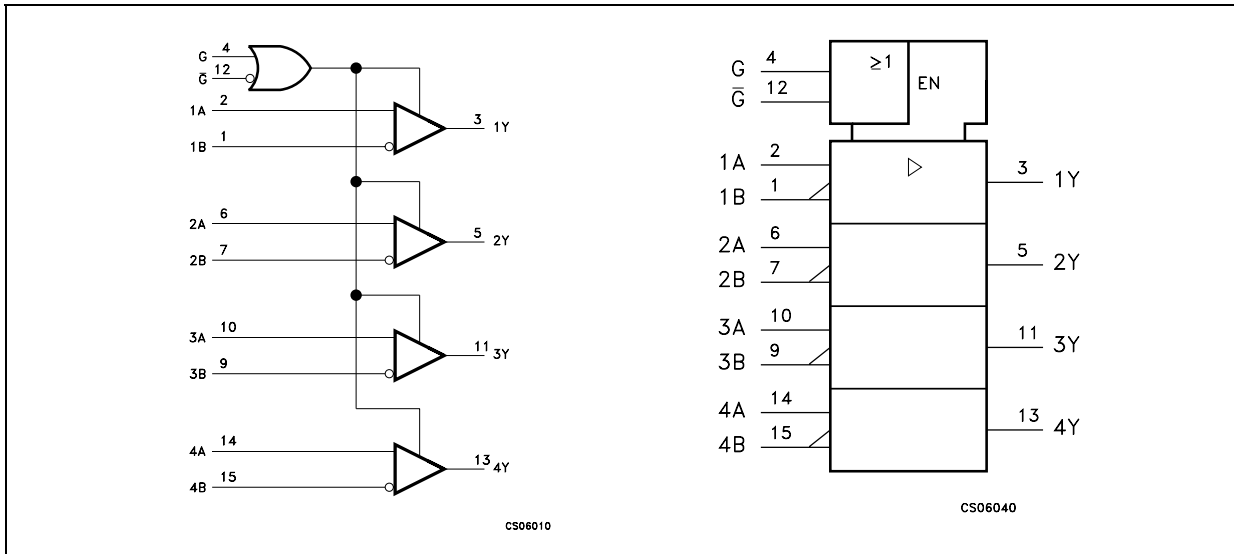 G 4
G̅ 12
1A 2
1B 1
3 1Y
2A 6
2B 7
5 2Y
3A 10
3B 9
11 3Y
4A 14
4B 15
13 4Y
CS06010
G 4
G̅ 12
≥1
EN
1A 2
1B 1
▷
3 1Y
2A 6
2B 7
5 2Y
3A 10
3B 9
11 3Y
4A 14
4B 15
13 4Y
CS06040